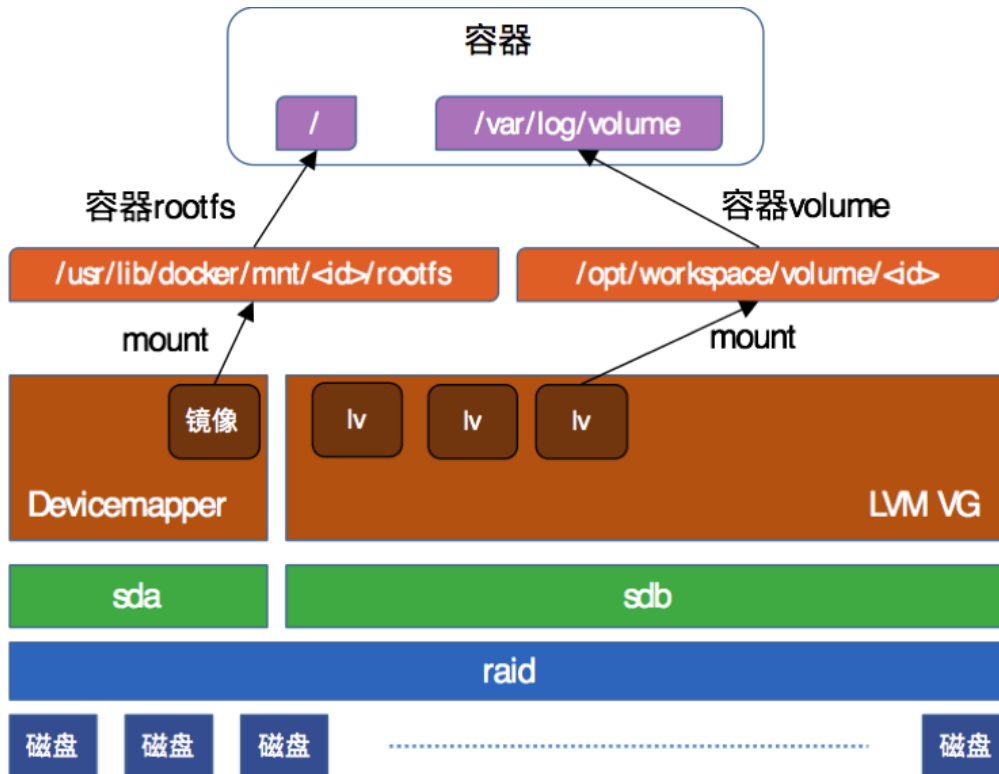 容器
/
/var/log/volume
容器rootfs
容器volume
/usr/lib/docker/mnt/<id>/rootfs
/opt/workspace/volume/<id>
mount
mount
镜像
lv
lv
lv
Devicemapper
LVM VG
sda
sdb
raid
磁盘
磁盘
磁盘
磁盘